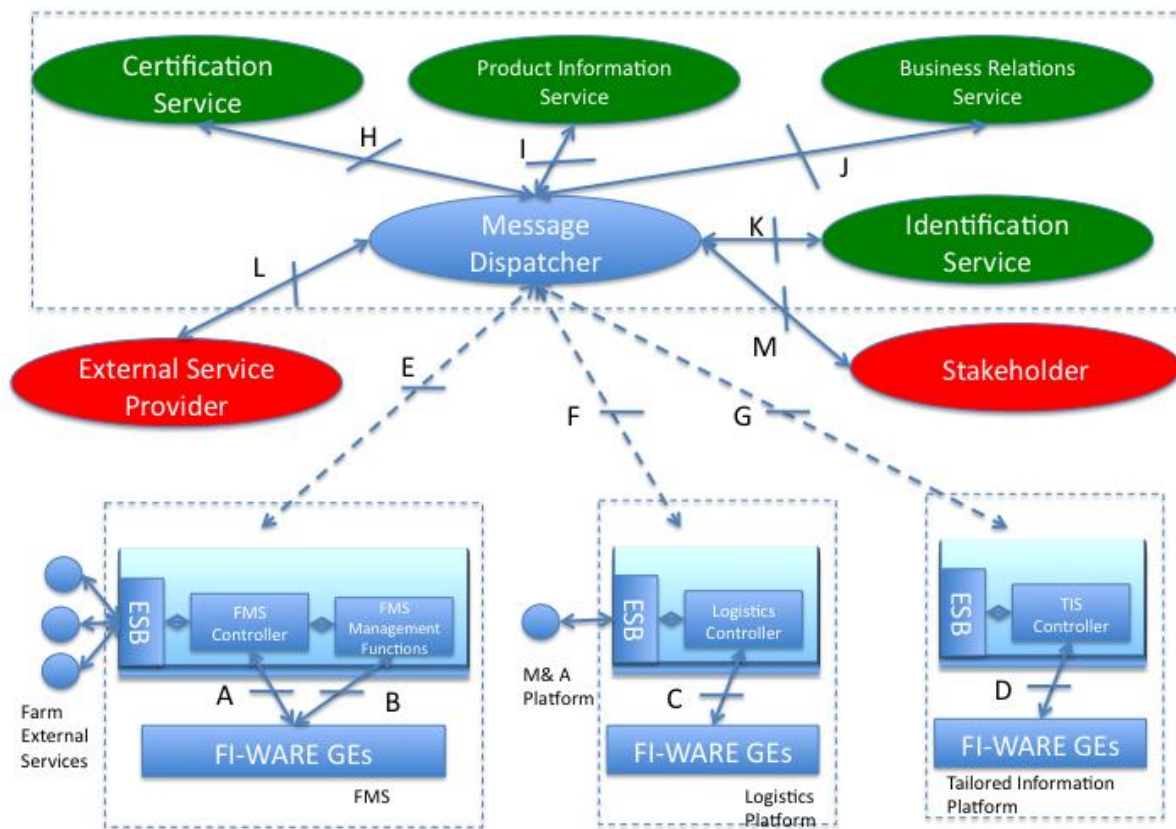 Certification
Service
Product Information
Service
Business Relations
Service
H
I
J
Message
Dispatcher
K
Identification
Service
L
M
External Service
Provider
Stakeholder
E
F
G
ESB
FMS
Controller
FMS
Management
Functions
ESB
Logistics
Controller
ESB
TIS
Controller
A
B
C
D
Farm
External
Services
M& A
Platform
FI-WARE GEs
FI-WARE GEs
FI-WARE GEs
FMS
Logistics
Platform
Tailored Information
Platform